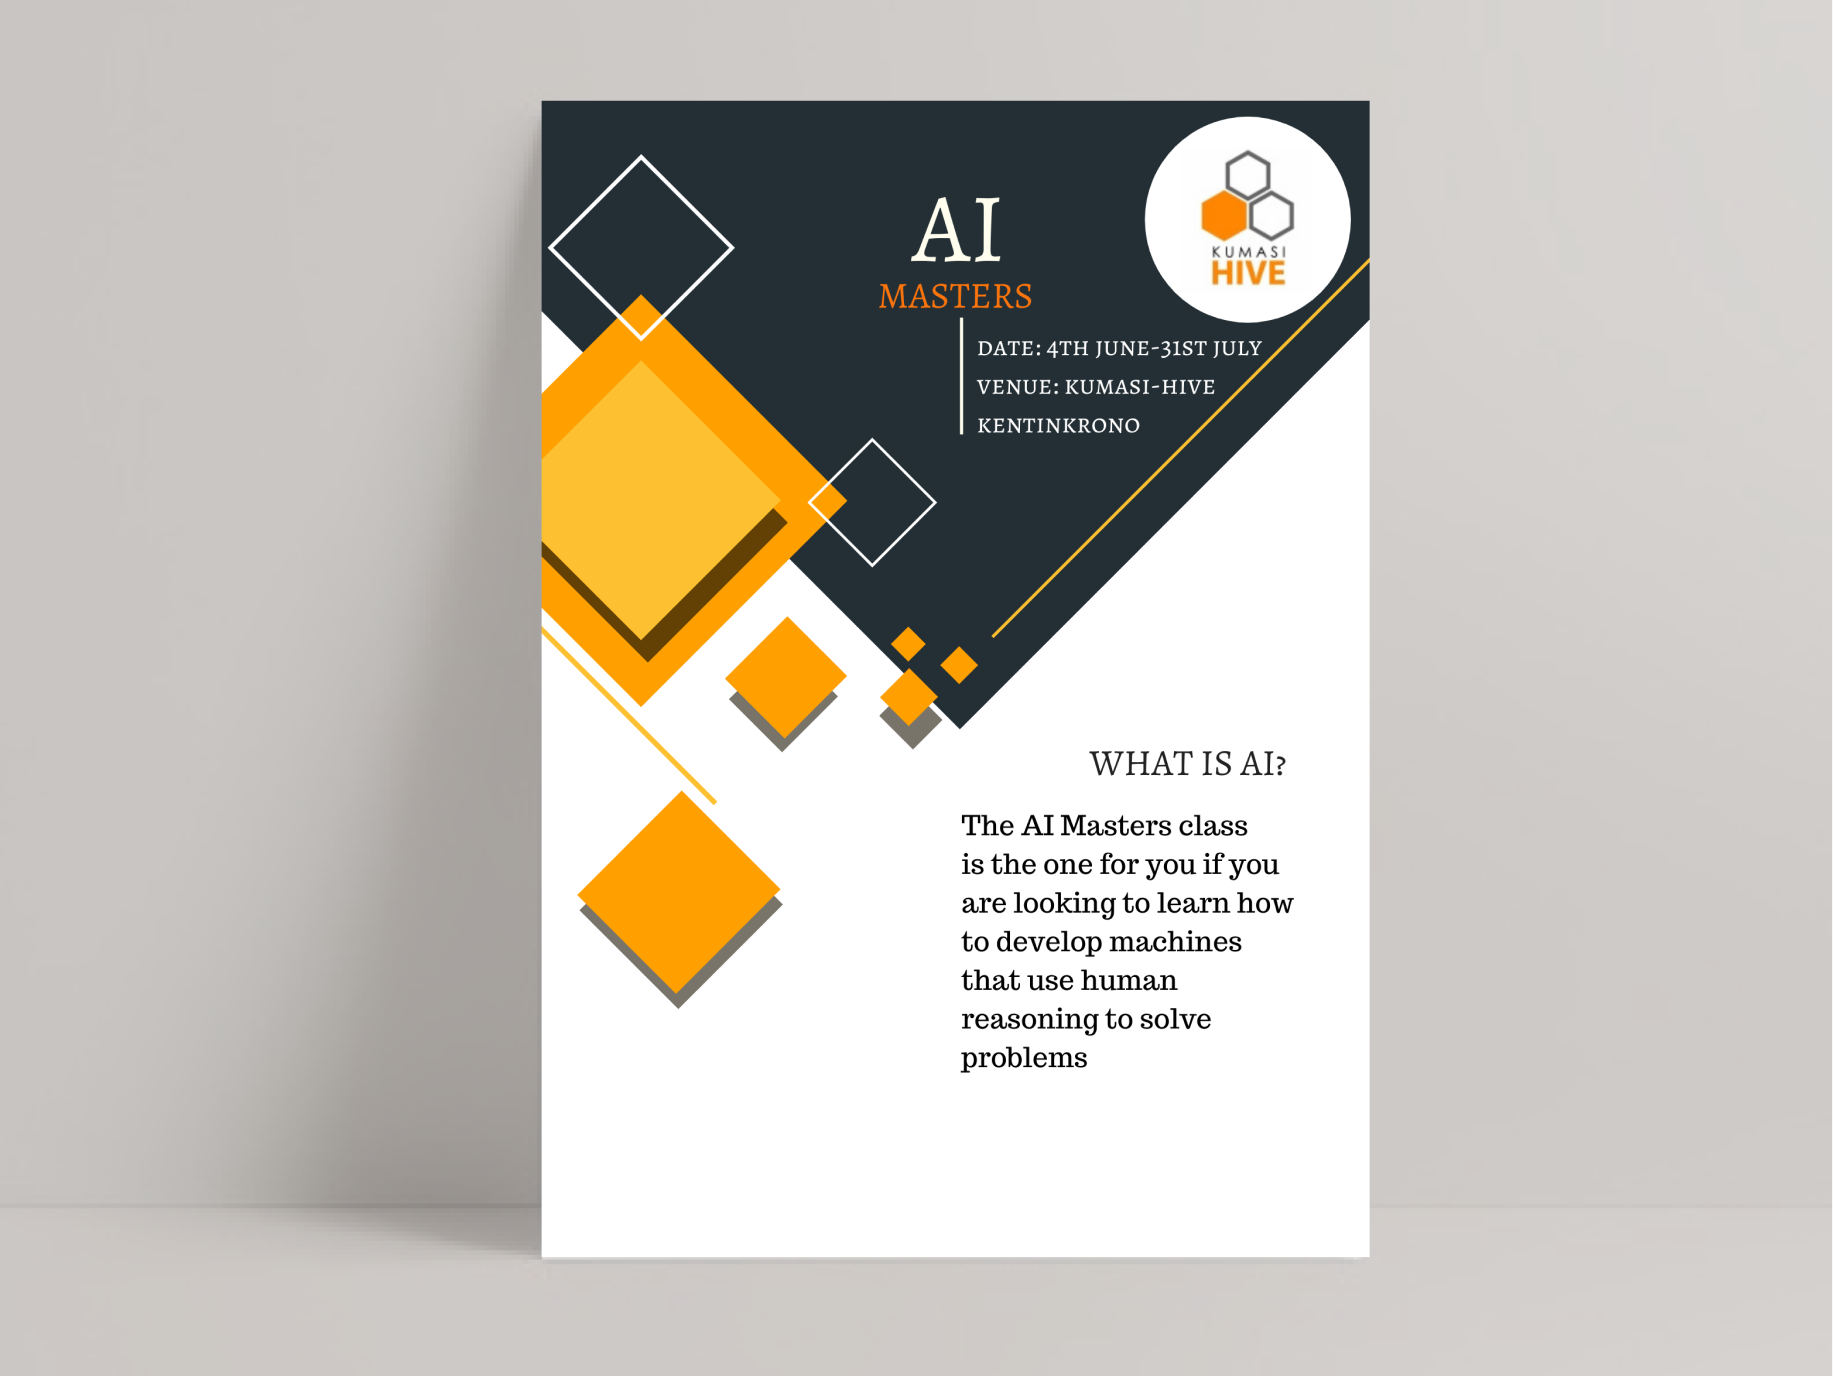 AI
MASTERS
KUMASI
HIVE
DATE: 4TH JUNE-31ST JULY
VENUE: KUMASI-HIVE
KENTINKRONO
WHAT IS AI?
The AI Masters class
is the one for you if you
are looking to learn how
to develop machines
that use human
reasoning to solve
problems